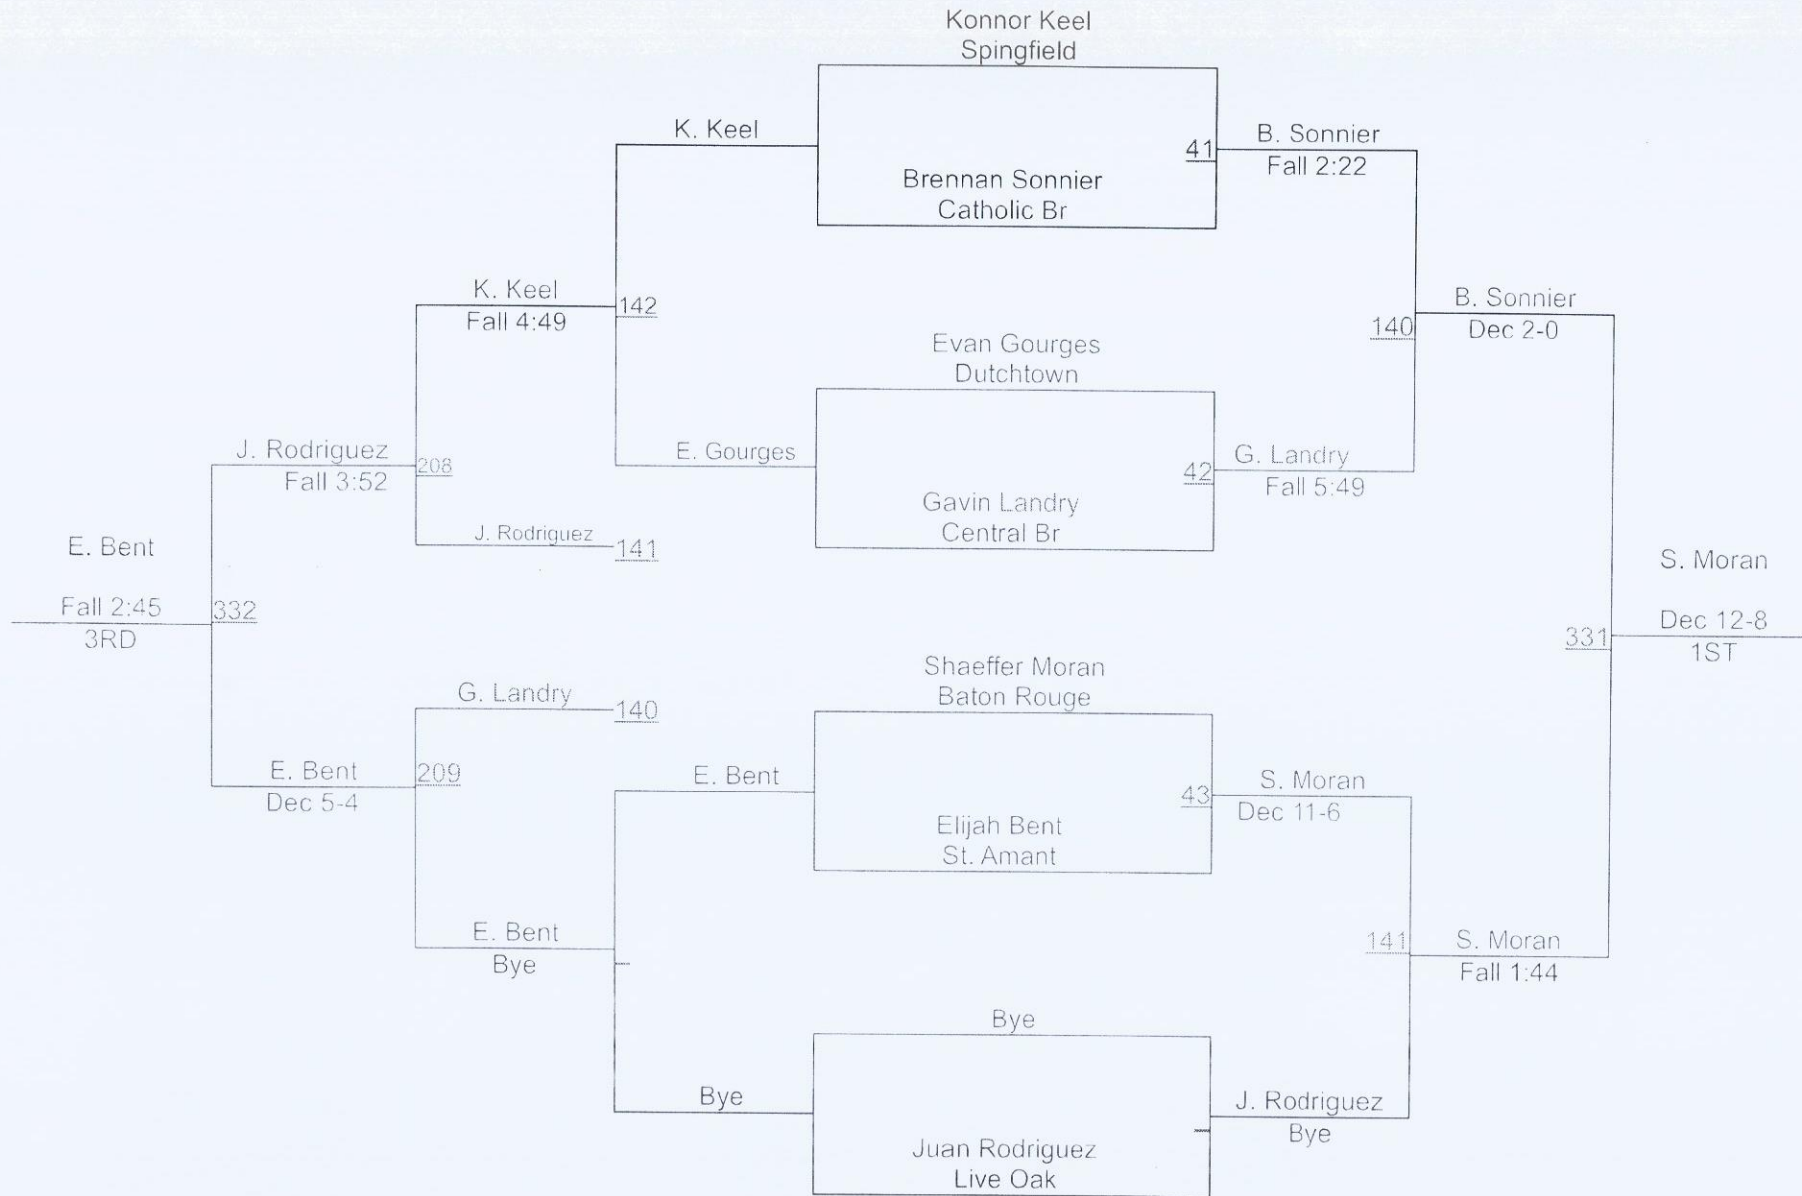 Konnor Keel
Spingfield
K. Keel
41
B. Sonnier
Fall 2:22
Brennan Sonnier
Catholic Br
K. Keel
Fall 4:49
142
B. Sonnier
Dec 2-0
140
Evan Gourges
Dutchtown
J. Rodriguez
Fall 3:52
208
E. Gourges
42
G. Landry
Fall 5:49
Gavin Landry
Central Br
J. Rodriguez
141
E. Bent
Fall 2:45
3RD
332
S. Moran
Dec 12-8
1ST
331
Shaeffer Moran
Baton Rouge
G. Landry
140
E. Bent
Dec 5-4
209
E. Bent
43
S. Moran
Dec 11-6
Elijah Bent
St. Amant
E. Bent
Bye
141
S. Moran
Fall 1:44
Bye
Bye
J. Rodriguez
Bye
Juan Rodriguez
Live Oak